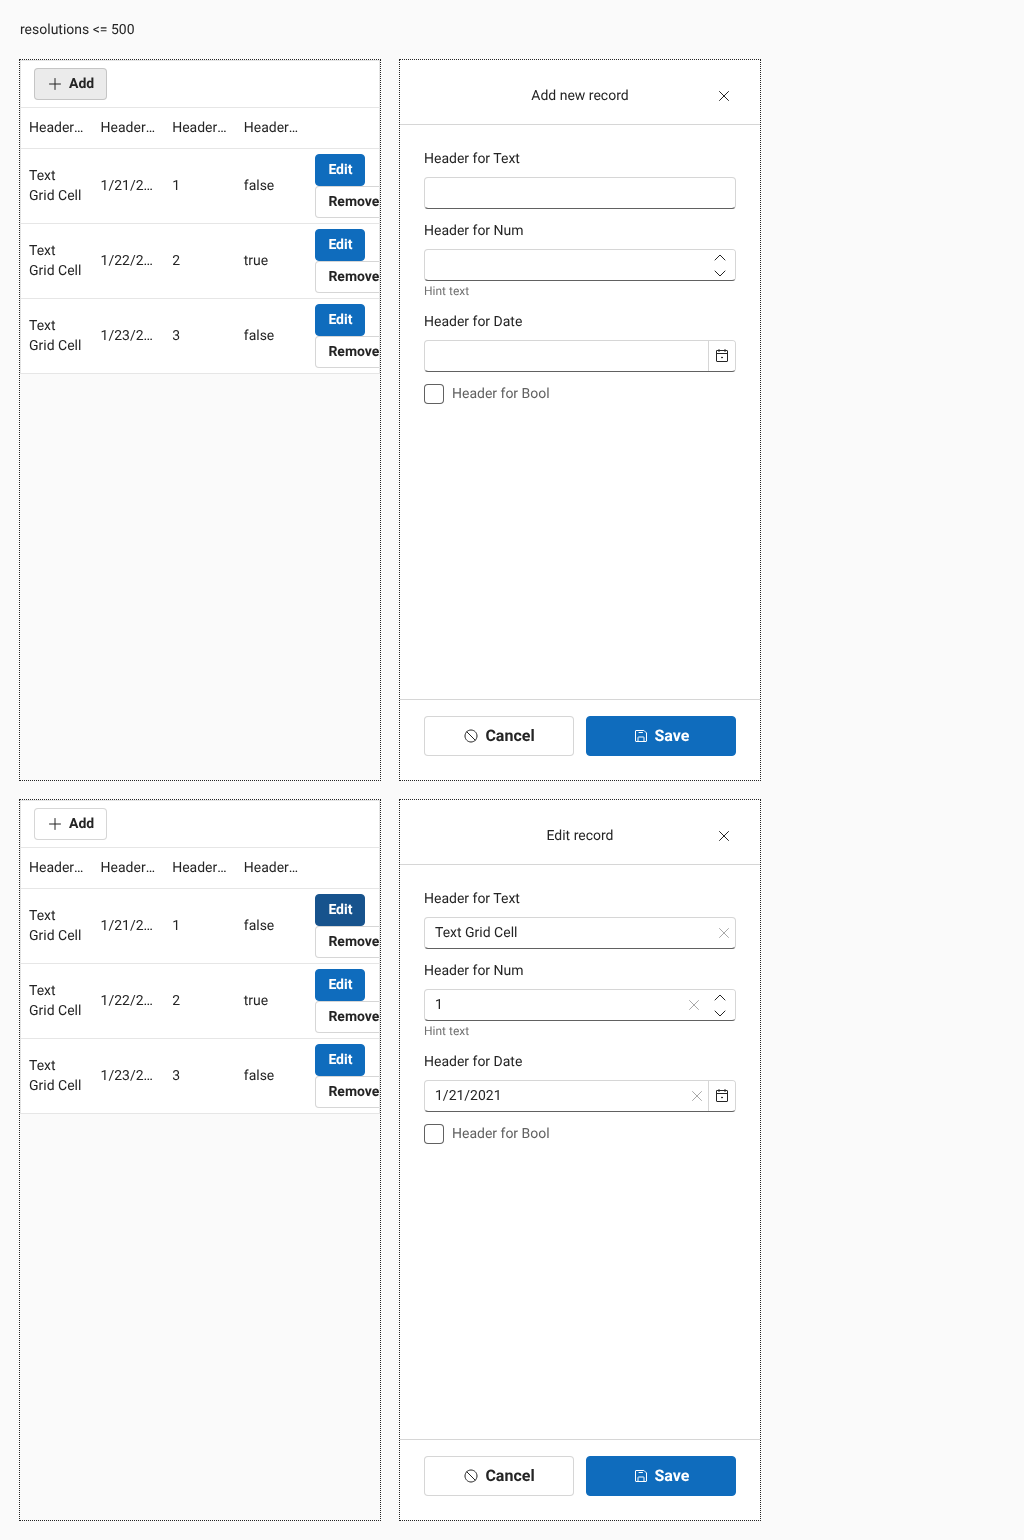 resolutions <= 500
Add
Header... Header... Header... Header...
Text
Grid Cell
1/21/2... 1 false
Edit
Remove
Text
Grid Cell
1/22/2... 2 true
Edit
Remove
Text
Grid Cell
1/23/2... 3 false
Edit
Remove
Add new record
Header for Text
Header for Num
Hint text
Header for Date
Header for Bool
Cancel Save
Add
Header... Header... Header... Header...
Text
Grid Cell
1/21/2... 1 false
Edit
Remove
Text
Grid Cell
1/22/2... 2 true
Edit
Remove
Text
Grid Cell
1/23/2... 3 false
Edit
Remove
Edit record
Header for Text
Text Grid Cell
Header for Num
1
Hint text
Header for Date
1/21/2021
Header for Bool
Cancel Save